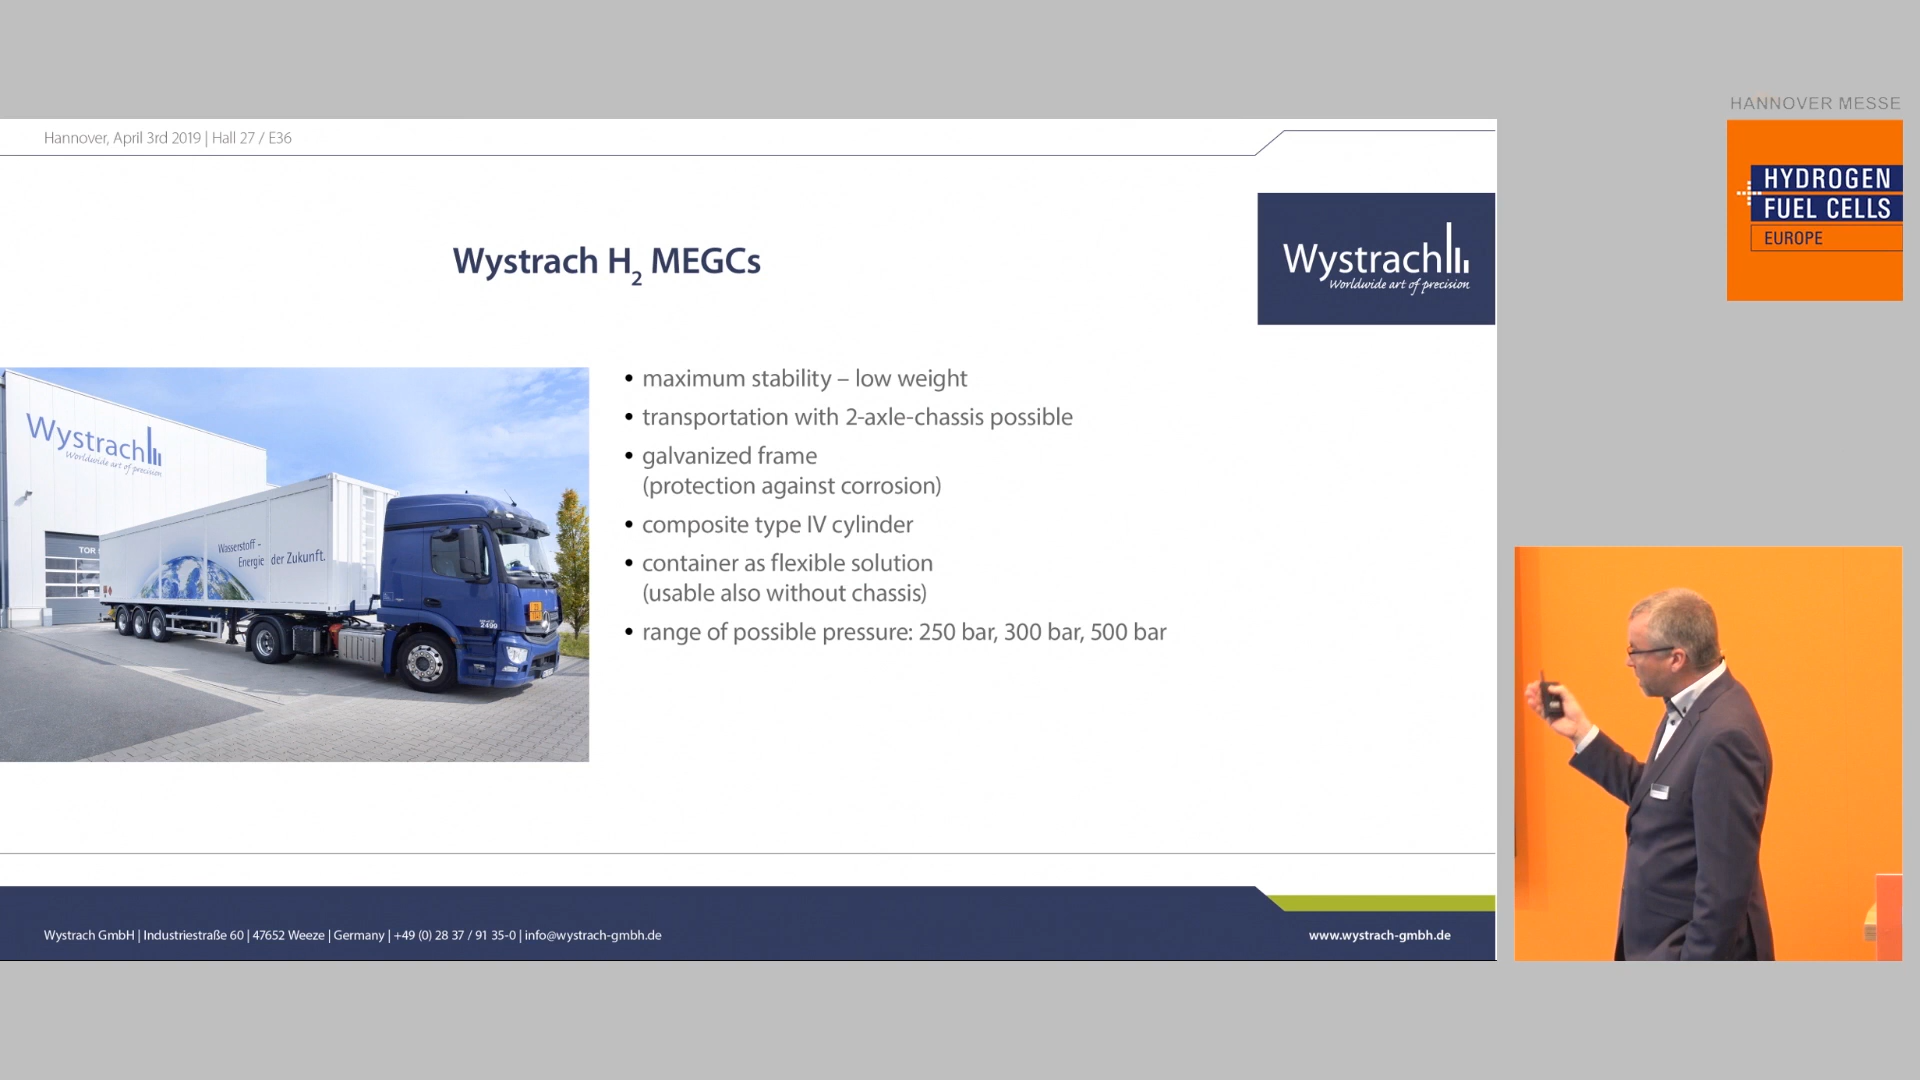 HANNOVER MESSE
HYDROGEN
FUEL CELLS
EUROPE
Hannover, April 3rd 2019 | Hall 27 / E36
Wystrach H₂ MEGCs
Wystrach
Worldwide art of precision
Wystrach
Worldwide art of precision
TOR
Wasserstoff –
Energie der Zukunft.
2499
• maximum stability – low weight
• transportation with 2-axle-chassis possible
• galvanized frame
(protection against corrosion)
• composite type IV cylinder
• container as flexible solution
(usable also without chassis)
• range of possible pressure: 250 bar, 300 bar, 500 bar
Wystrach GmbH | Industriestraße 60 | 47652 Weeze | Germany | +49 (0) 28 37 / 91 35-0 | info@wystrach-gmbh.de
www.wystrach-gmbh.de